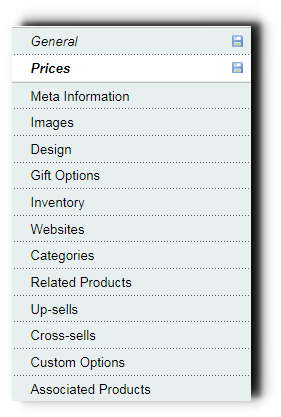 General
Prices
Meta Information
Images
Design
Gift Options
Inventory
Websites
Categories
Related Products
Up-sells
Cross-sells
Custom Options
Associated Products